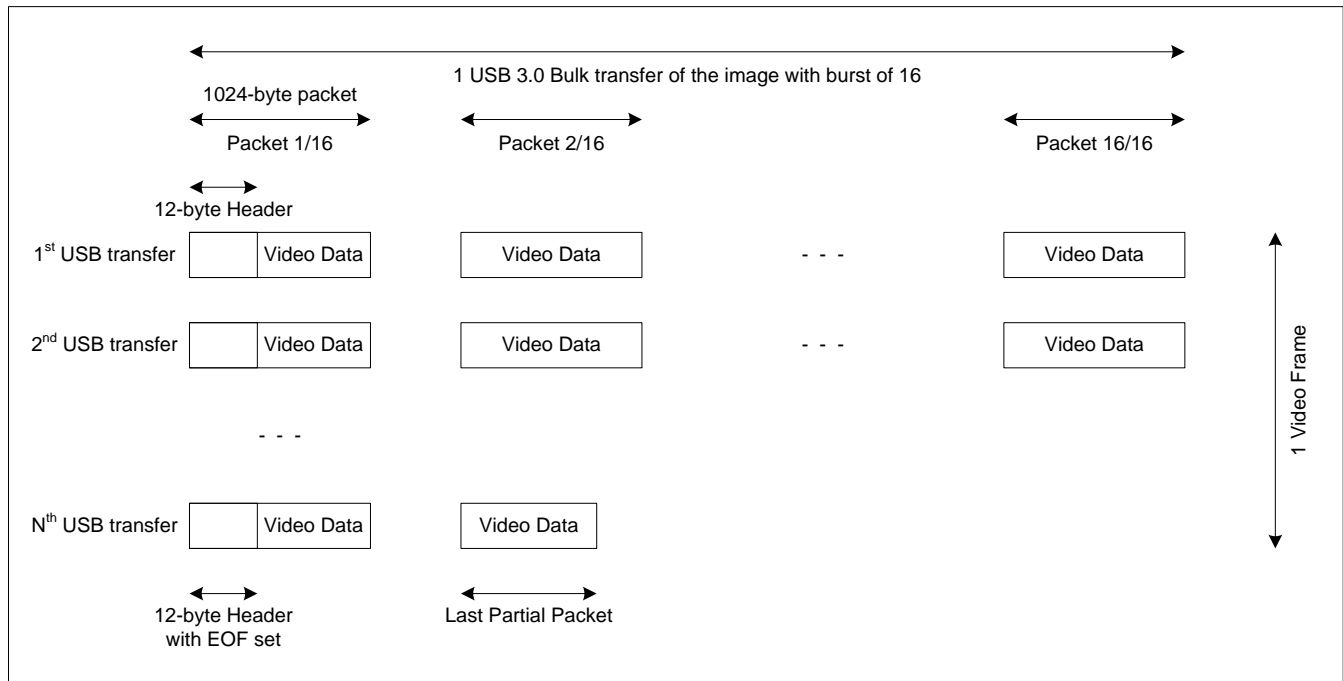 1 USB 3.0 Bulk transfer of the image with burst of 16
1024-byte packet
Packet 1/16
Packet 2/16
Packet 16/16
12-byte Header
1st USB transfer
Video Data
Video Data
- - -
Video Data
2nd USB transfer
Video Data
Video Data
- - -
Video Data
1 Video Frame
- - -
Nth USB transfer
Video Data
Video Data
12-byte Header
with EOF set
Last Partial Packet